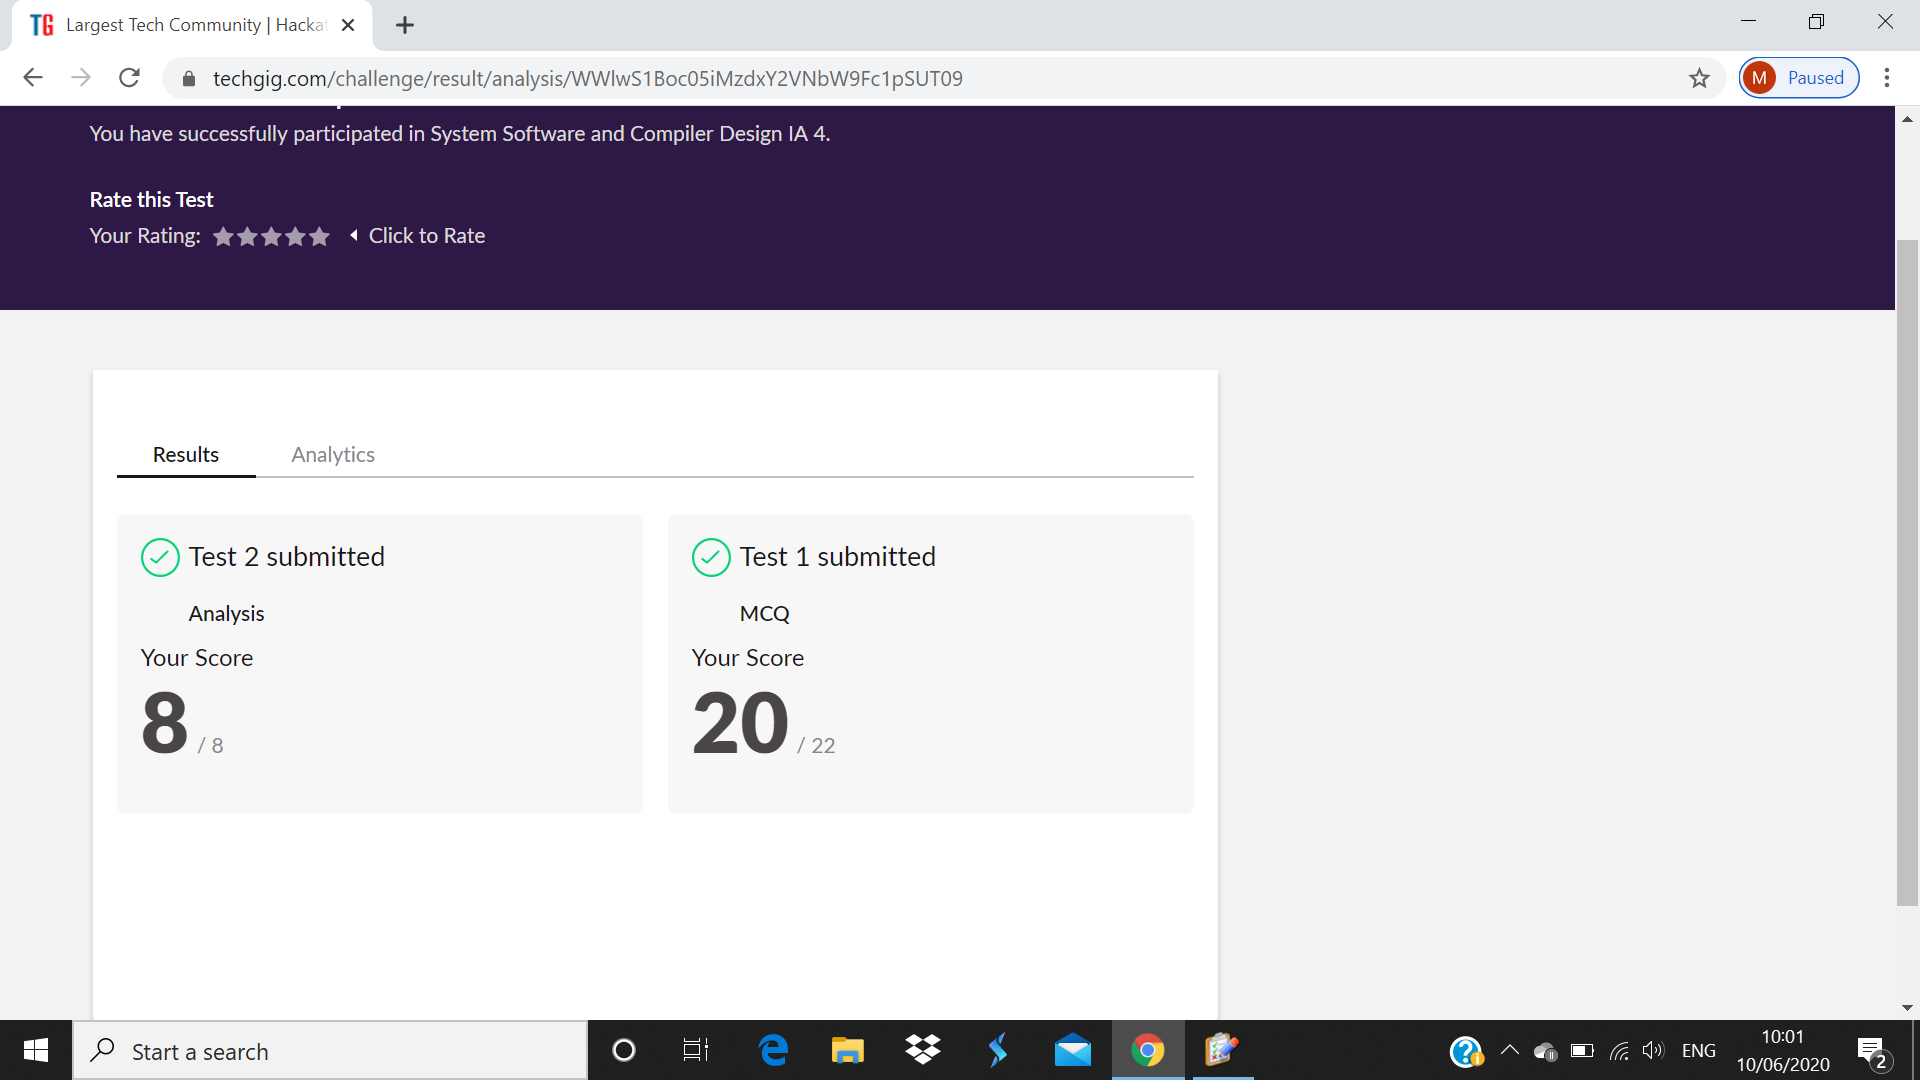 TG Largest Tech Community | Hacka
techgig.com/challenge/result/analysis/WWlwS1Boc05iMzdxY2VNbW9Fc1pSUT09
M Paused
You have successfully participated in System Software and Compiler Design IA 4.
Rate this Test
Your Rating: Click to Rate
Results Analytics
Test 2 submitted
Analysis
Your Score
8 / 8
Test 1 submitted
MCQ
Your Score
20 / 22
Start a search
ENG
10:01
10/06/2020
2